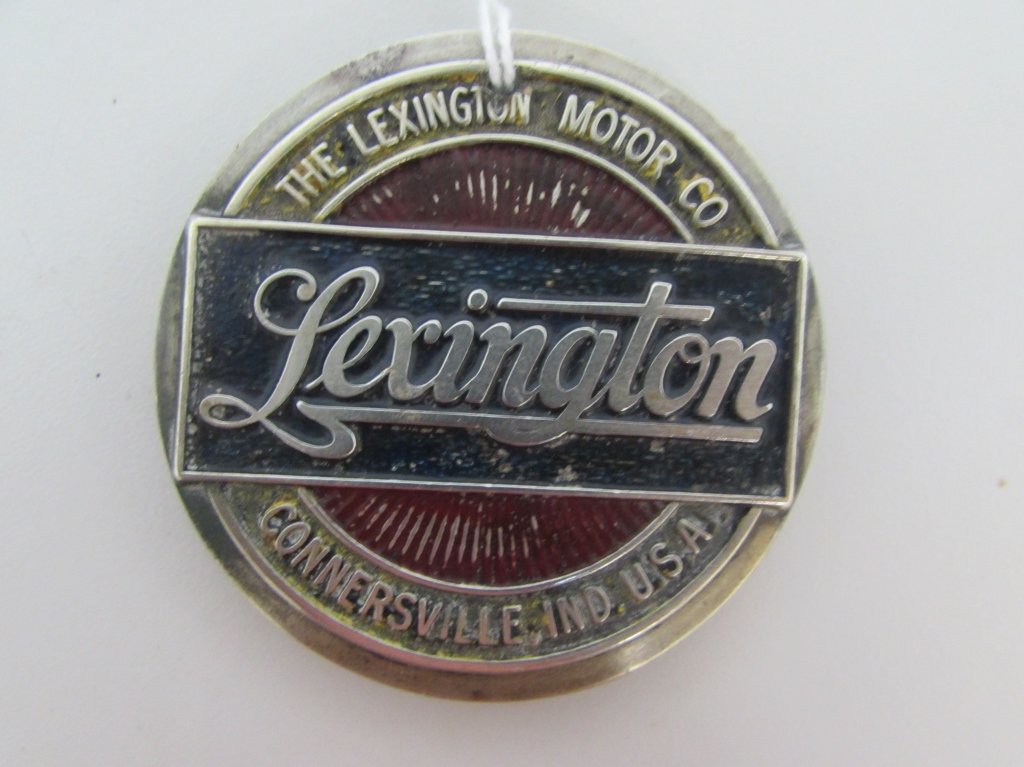 THE LEXINGTON MOTOR CO
Lexington
CONNERSVILLE, IND. U.S.A.